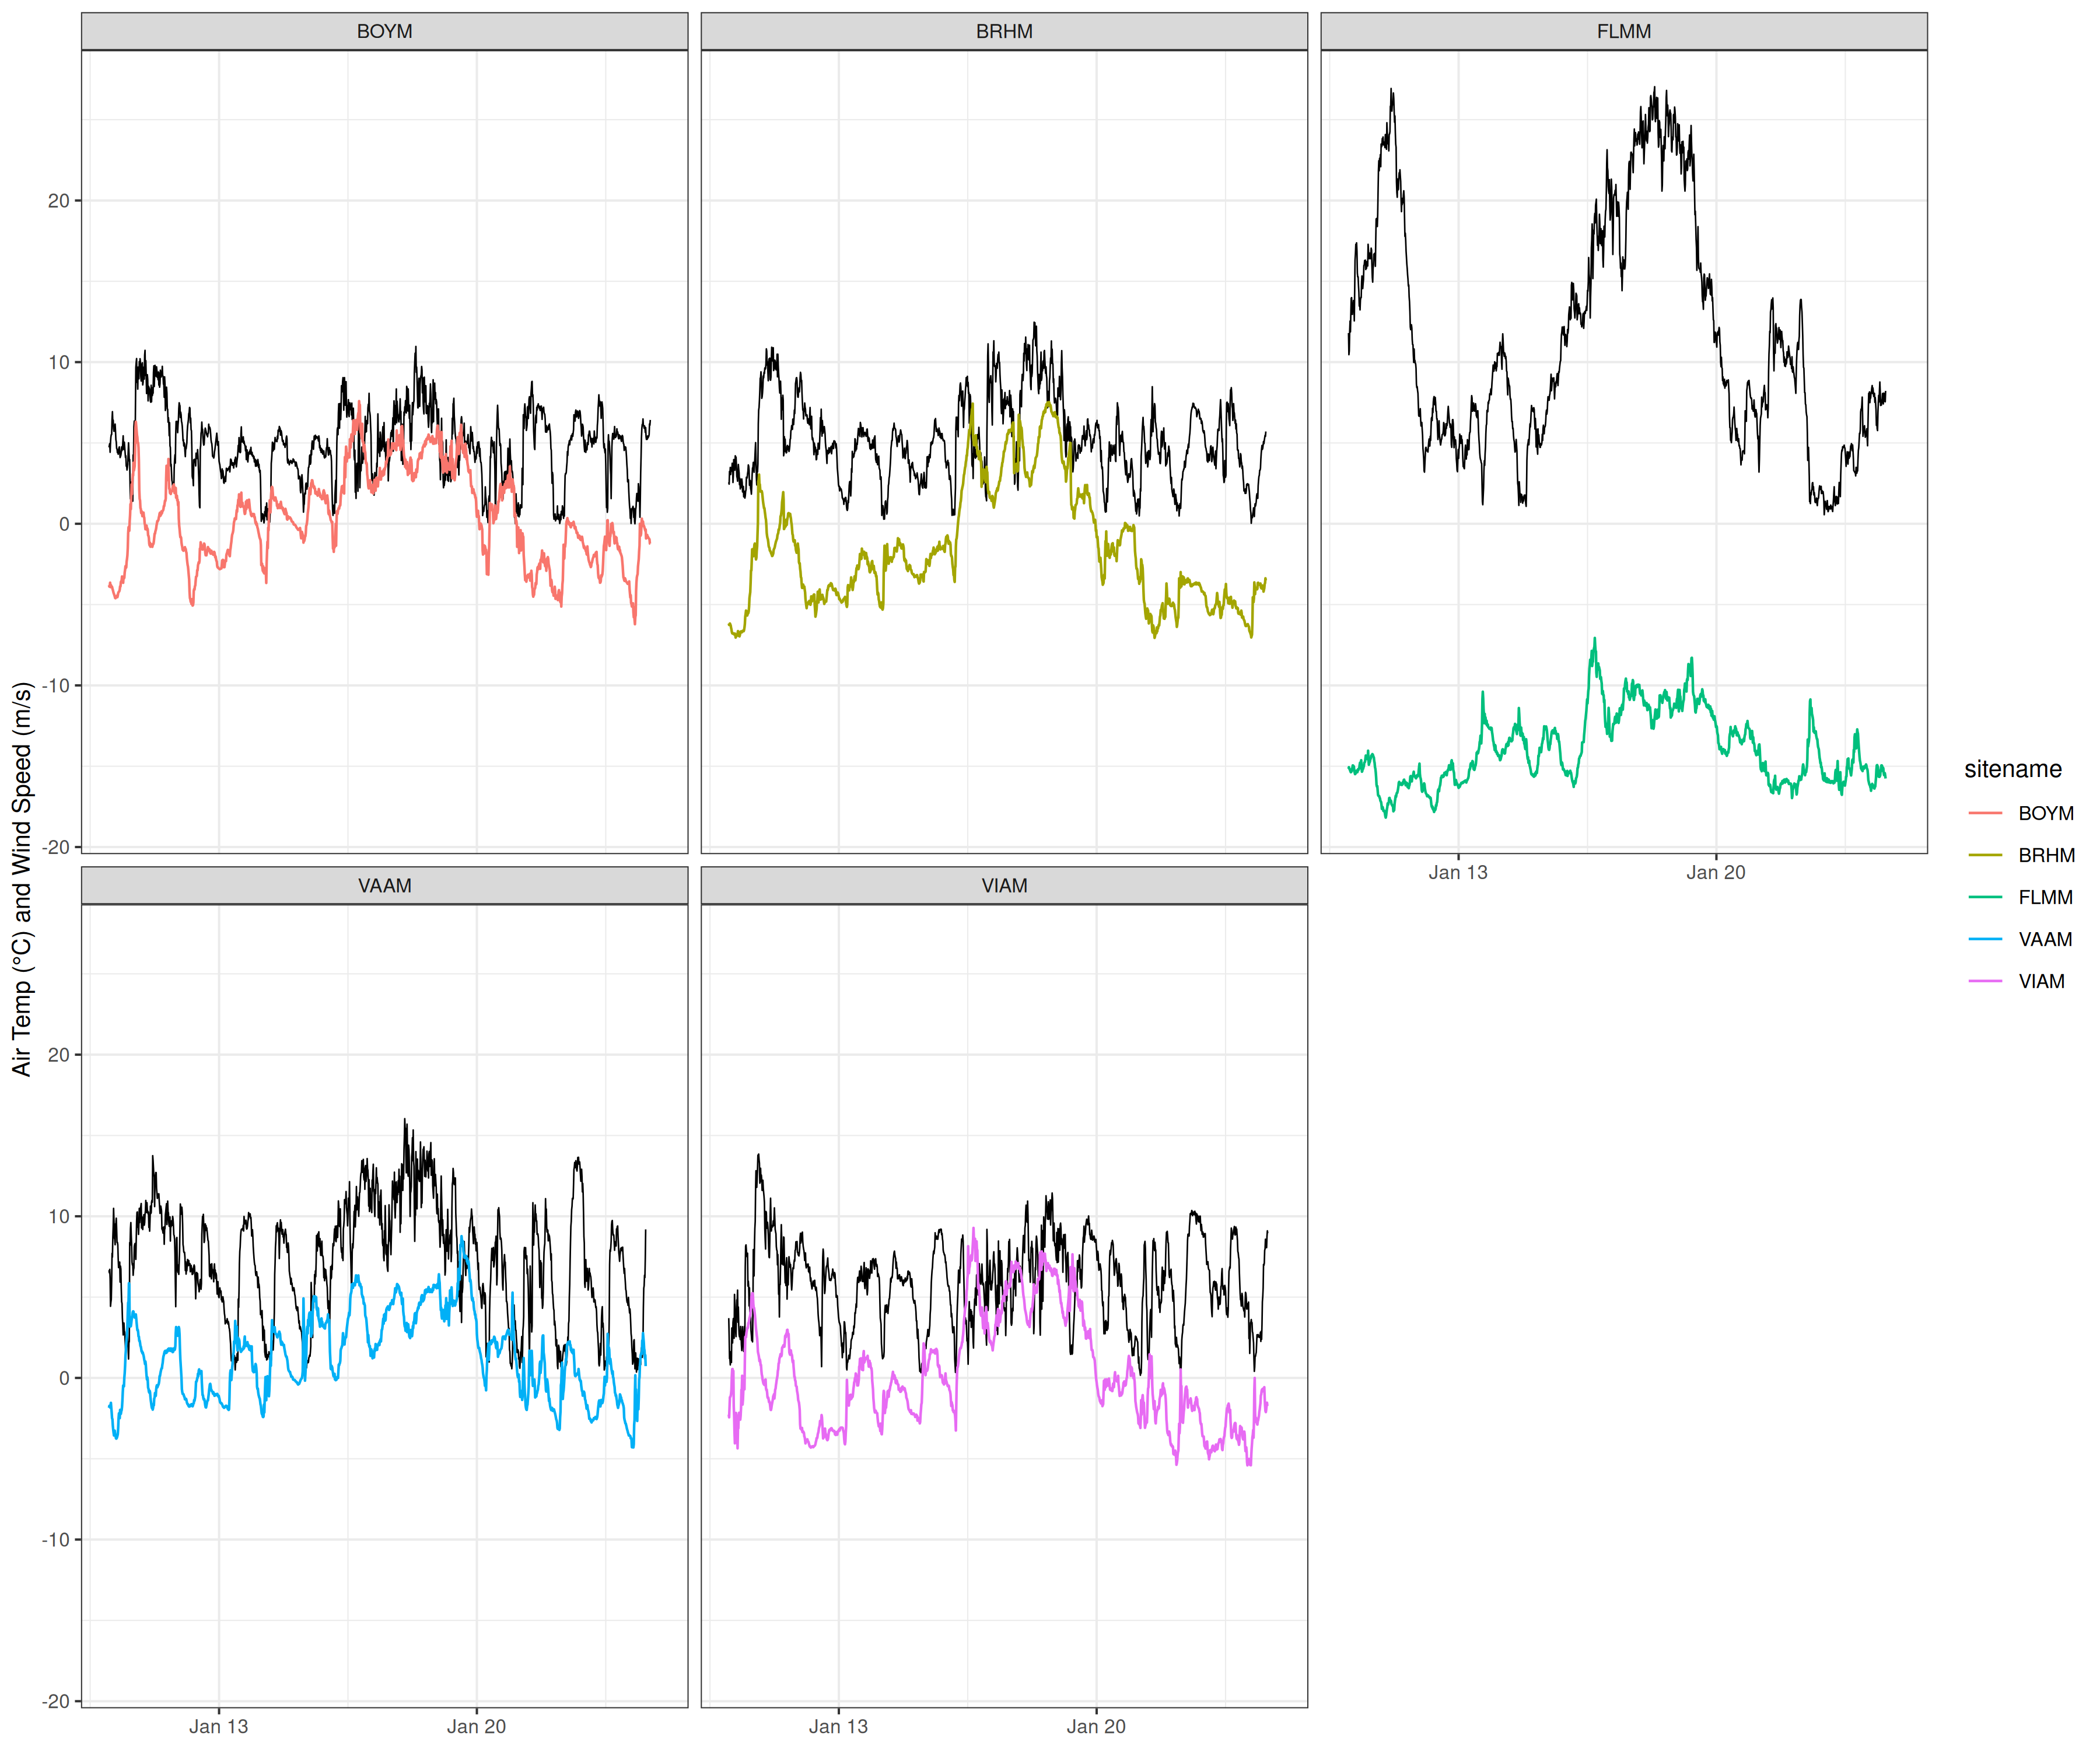 BOYM
BRHM
FLMM
20
10
0
-10
-20
Jan 13
Jan 20
VAAM
VIAM
20
10
0
-10
-20
Jan 13
Jan 20
Jan 13
Jan 20
Air Temp (°C) and Wind Speed (m/s)
sitename
BOYM
BRHM
FLMM
VAAM
VIAM